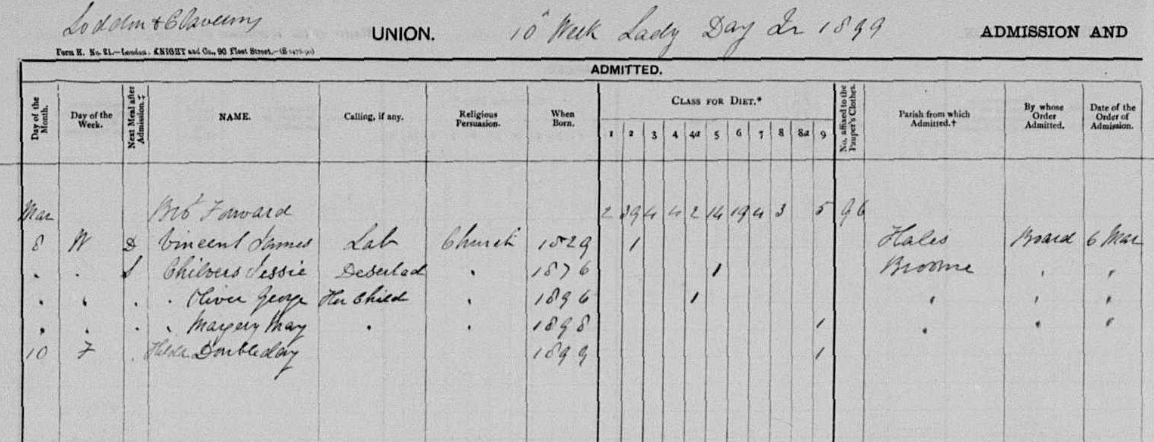 Loddon & Clavering UNION. 10th Week Lady Day Qr 1899 ADMISSION AND
Form H. No. 21.—London. KNIGHT and Co., 90 Fleet Street.
ADMITTED.
Day of the Month. Day of the Week. Next Meal after Admission.‡ NAME. Calling, if any. Religious Persuasion. When Born. CLASS FOR DIET.* No. affixed to the Pauper's Clothes. Parish from which Admitted.† By whose Order Admitted. Date of the Order of Admission.
1 2 3 4 4a 5 6 7 8 8a 9
Mar Brot Forward 2 39 4 4 2 14 19 4 3 5 96
8 W D Vincent James Lab Church 1829 1 Hales Board 6 Mar
" " S Chilvers Jessie Deserted " 1876 1 Broome " "
" " " Oliver George Her Child " 1896 1 " " "
" " " Margery May " " 1898 1 " " "
10 F " Hilda Doubleday 1899 1